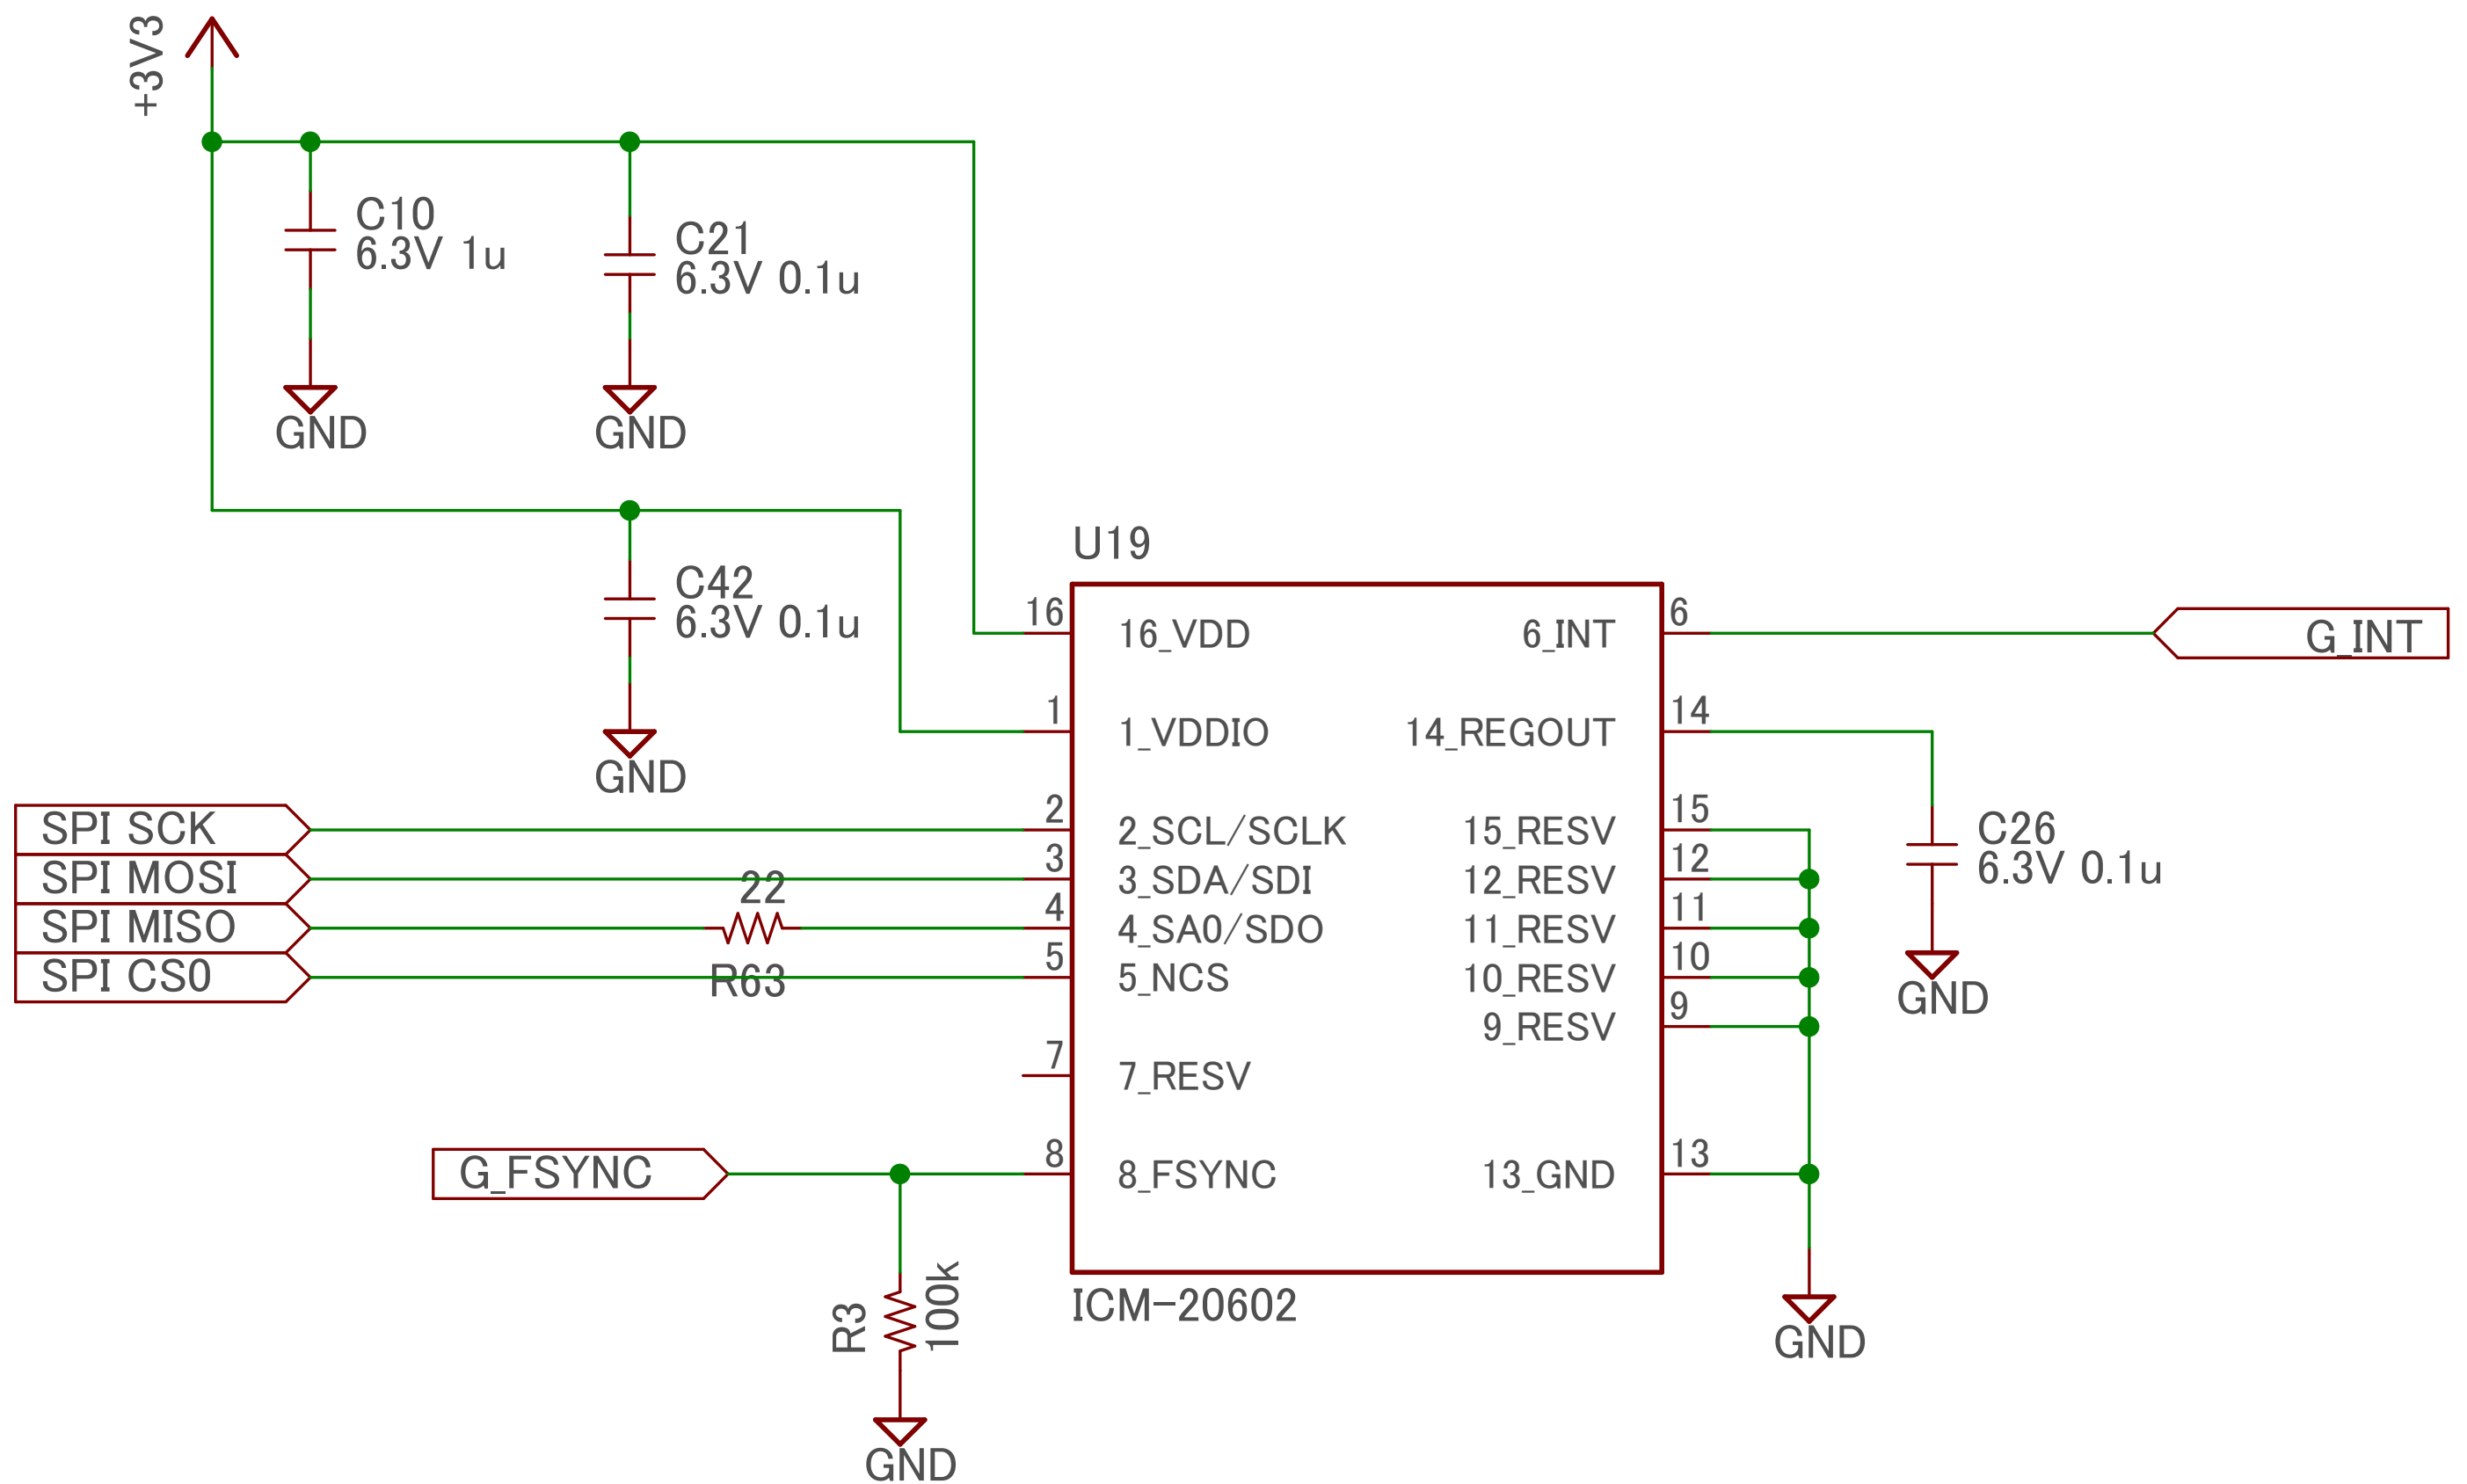 +3V3
C10
6.3V 1u
C21
6.3V 0.1u
GND
GND
C42
6.3V 0.1u
GND
U19
16
16_VDD
6_INT
6
G_INT
1
1_VDDIO
14_REGOUT
14
SPI SCK
2
2_SCL/SCLK
15_RESV
15
C26
6.3V 0.1u
SPI MOSI
22
3
3_SDA/SDI
12_RESV
12
SPI MISO
4
4_SA0/SDO
11_RESV
11
SPI CS0
R63
5
5_NCS
10_RESV
10
GND
9_RESV
9
7
7_RESV
G_FSYNC
8
8_FSYNC
13_GND
13
R3
100k
ICM-20602
GND
GND